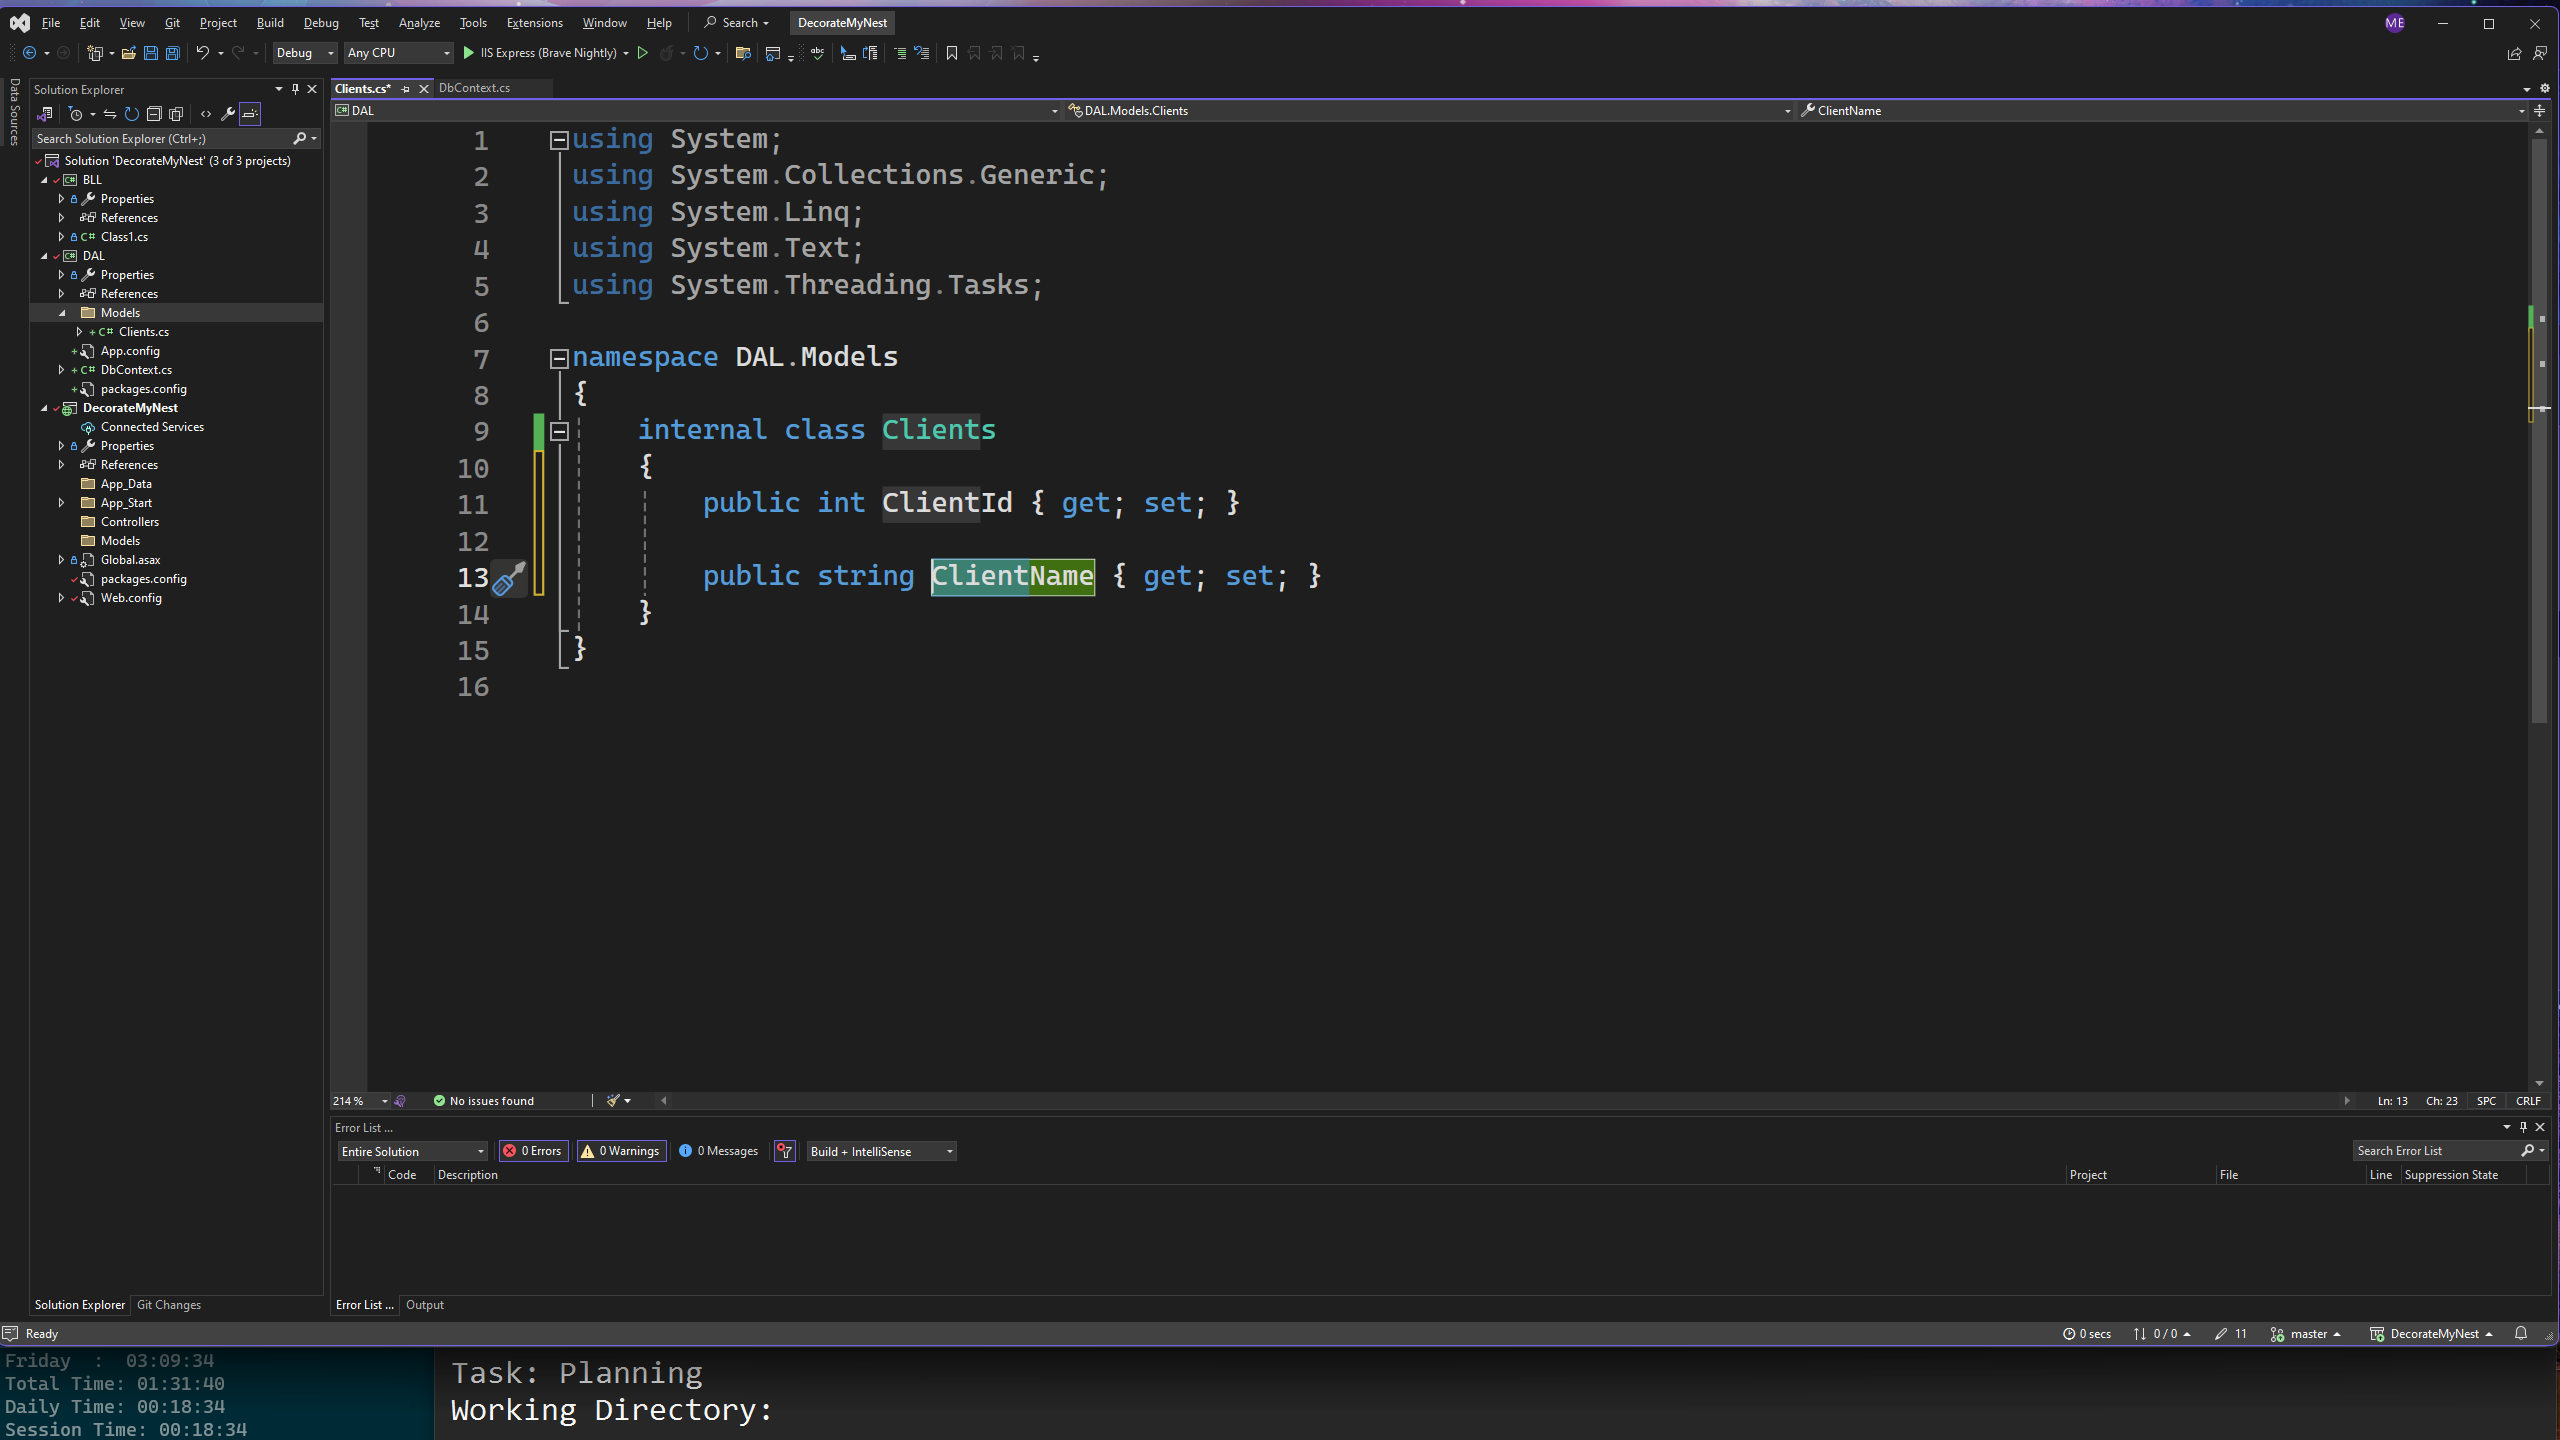 File Edit View Git Project Build Debug Test Analyze Tools Extensions Window Help Search DecorateMyNest ME
Debug Any CPU IIS Express (Brave Nightly)
Data Sources
Solution Explorer
Search Solution Explorer (Ctrl+;)
Solution 'DecorateMyNest' (3 of 3 projects)
C# BLL
Properties
References
C# Class1.cs
C# DAL
Properties
References
Models
+ C# Clients.cs
App.config
+ C# DbContext.cs
packages.config
DecorateMyNest
Connected Services
Properties
References
App_Data
App_Start
Controllers
Models
Global.asax
packages.config
Web.config
Solution Explorer Git Changes
Clients.cs* DbContext.cs
C# DAL DAL.Models.Clients ClientName
1 using System;
2 using System.Collections.Generic;
3 using System.Linq;
4 using System.Text;
5 using System.Threading.Tasks;
6
7 namespace DAL.Models
8 {
9 internal class Clients
10 {
11 public int ClientId { get; set; }
12
13 public string ClientName { get; set; }
14 }
15 }
16
214 % No issues found Ln: 13 Ch: 23 SPC CRLF
Error List ...
Entire Solution 0 Errors 0 Warnings 0 Messages Build + IntelliSense Search Error List
Code Description Project File Line Suppression State
Error List ... Output
Ready 0 secs 0 / 0 11 master DecorateMyNest
Friday : 03:09:34
Total Time: 01:31:40
Daily Time: 00:18:34
Session Time: 00:18:34
Task: Planning
Working Directory: